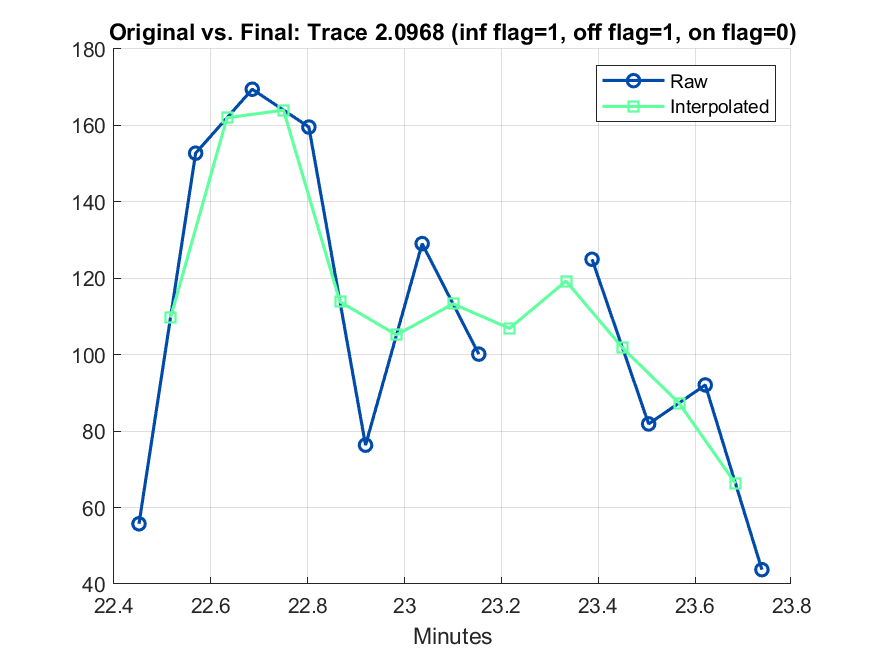 Original vs. Final: Trace 2.0968 (inf flag=1, off flag=1, on flag=0)
180
160
140
120
100
80
60
40
Raw
Interpolated
22.4 22.6 22.8 23 23.2 23.4 23.6 23.8
Minutes